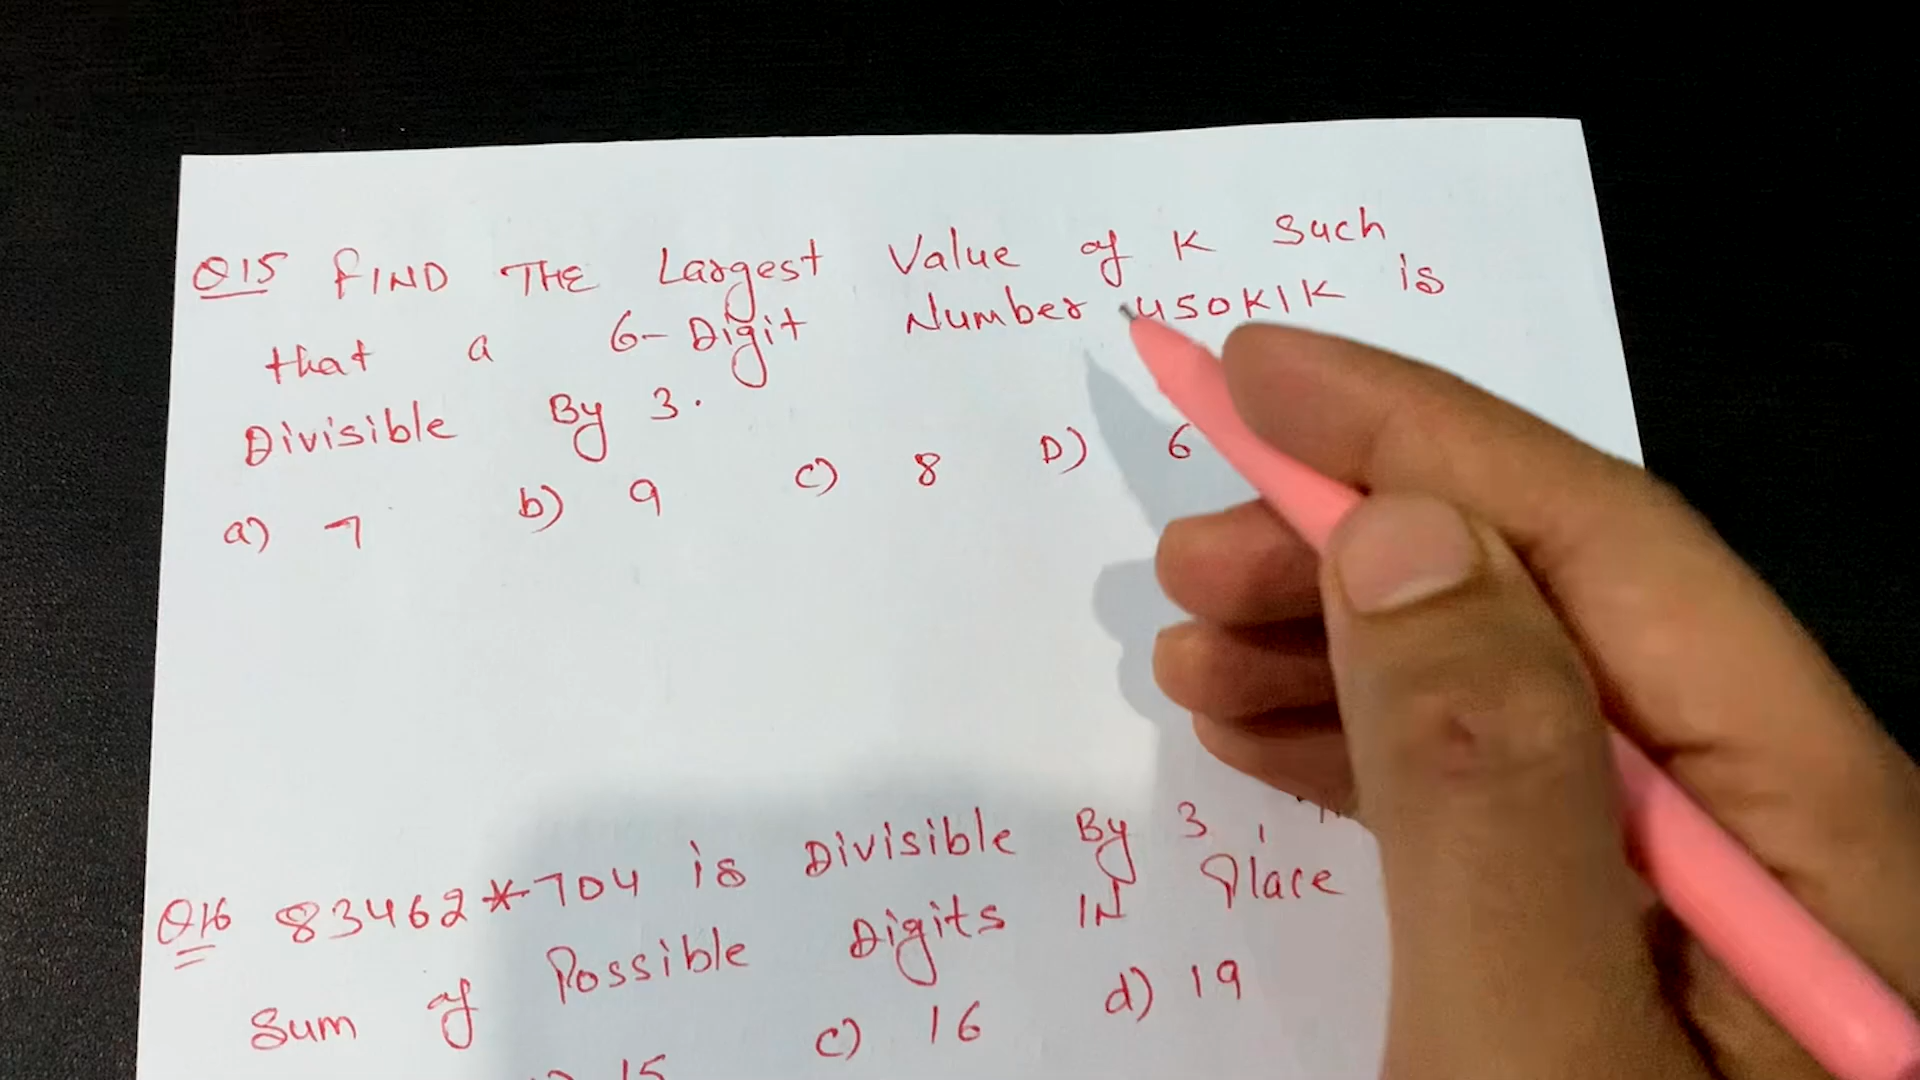 Q15 FIND THE Largest Value of K Such
that a 6-Digit Number 450K1K is
Divisible By 3.
a) 7 b) 9 c) 8 D) 6
Q16 83462*704 is Divisible By 3,
Sum of Possible Digits IN Place
15 c) 16 d) 19